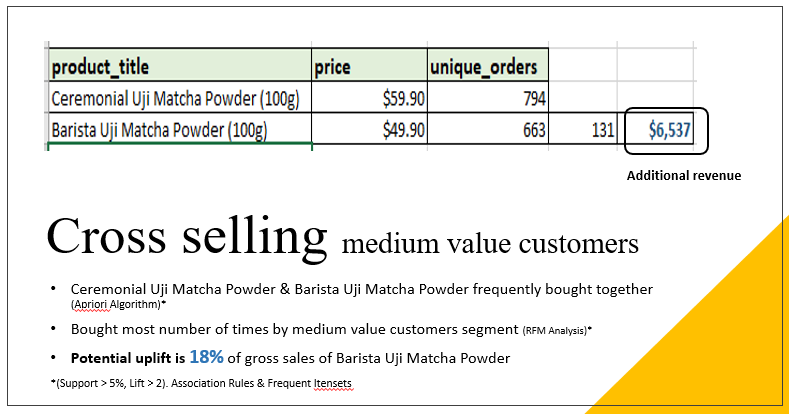 product_title price unique_orders
Ceremonial Uji Matcha Powder (100g) $59.90 794
Barista Uji Matcha Powder (100g) $49.90 663 131 $6,537
Additional revenue
Cross selling medium value customers
• Ceremonial Uji Matcha Powder & Barista Uji Matcha Powder frequently bought together
(Apriori Algorithm)*
• Bought most number of times by medium value customers segment (RFM Analysis)*
• Potential uplift is 18% of gross sales of Barista Uji Matcha Powder
*(Support > 5%, Lift > 2). Association Rules & Frequent Itensets